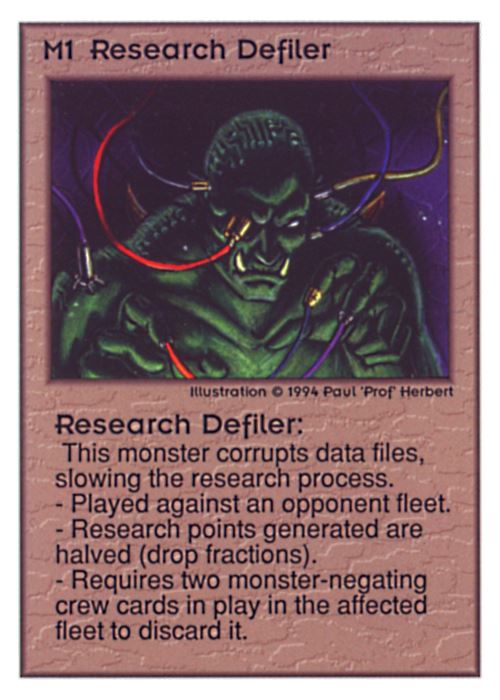 M1 Research Defiler
Illustration © 1994 Paul 'Prof' Herbert
Research Defiler:
This monster corrupts data files,
slowing the research process.
- Played against an opponent fleet.
- Research points generated are
halved (drop fractions).
- Requires two monster-negating
crew cards in play in the affected
fleet to discard it.